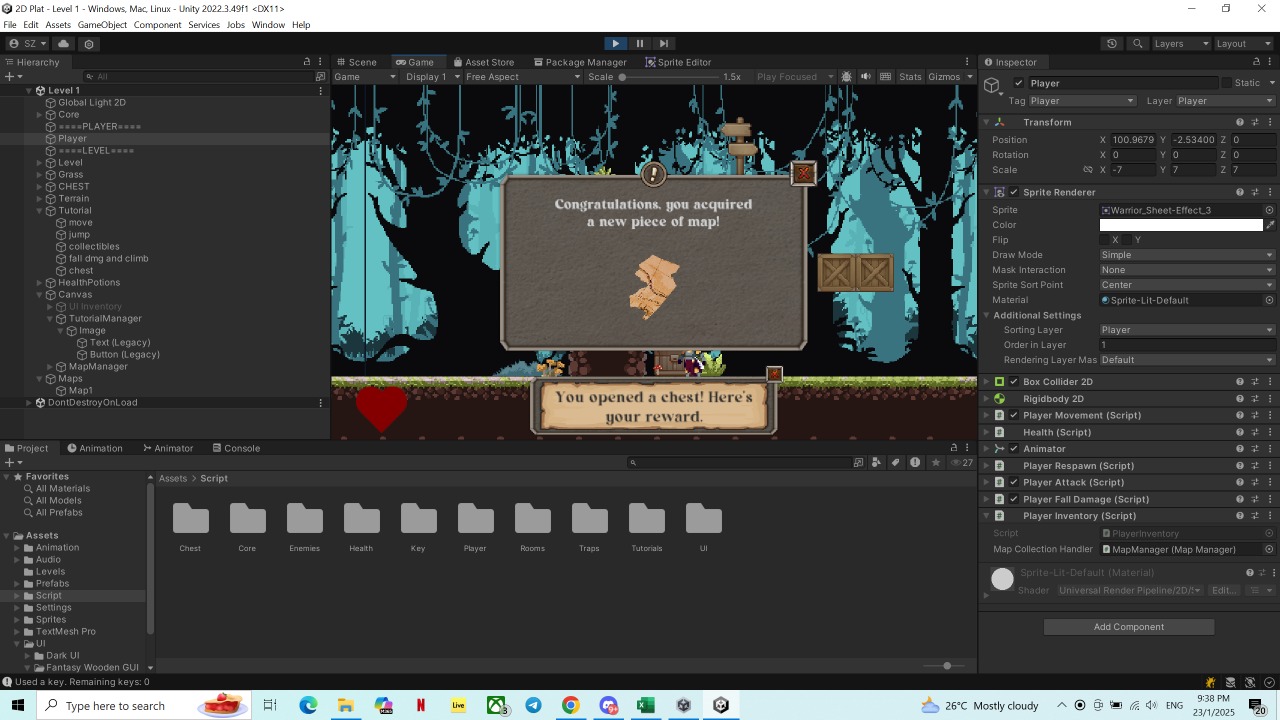 2D Plat - Level 1 - Windows, Mac, Linux - Unity 2022.3.49f1 <DX11>
File Edit Assets GameObject Component Services Jobs Window Help
SZ
Layers
Layout
Hierarchy
All
Level 1
Global Light 2D
Core
====PLAYER====
Player
====LEVEL====
Level
Grass
CHEST
Terrain
Tutorial
move
jump
collectibles
fall dmg and climb
chest
HealthPotions
Canvas
UI Inventory
TutorialManager
Image
Text (Legacy)
Button (Legacy)
MapManager
Maps
Map1
DontDestroyOnLoad
Scene Game Asset Store Package Manager Sprite Editor
Game Display 1 Free Aspect Scale 1.5x Play Focused Stats Gizmos
Congratulations, you acquired
a new piece of map!
You opened a chest! Here's
your reward.
Inspector
Player Static
Tag Player Layer Player
Transform
Position X 100.9679 Y -2.53400 Z 0
Rotation X 0 Y 0 Z 0
Scale X -7 Y 7 Z 7
Sprite Renderer
Sprite Warrior_Sheet-Effect_3
Color
Flip X Y
Draw Mode Simple
Mask Interaction None
Sprite Sort Point Center
Material Sprite-Lit-Default
Additional Settings
Sorting Layer Player
Order in Layer 1
Rendering Layer Mas Default
Box Collider 2D
Rigidbody 2D
Player Movement (Script)
Health (Script)
Animator
Player Respawn (Script)
Player Attack (Script)
Player Fall Damage (Script)
Player Inventory (Script)
Script PlayerInventory
Map Collection Handler MapManager (Map Manager)
Sprite-Lit-Default (Material)
Shader Universal Render Pipeline/2D/S Edit...
Add Component
Project Animation Animator Console
27
Favorites
All Materials
All Models
All Prefabs
Assets
Animation
Audio
Levels
Prefabs
Script
Settings
Sprites
TextMesh Pro
UI
Dark UI
Fantasy Wooden GUI
Assets > Script
Chest Core Enemies Health Key Player Rooms Traps Tutorials UI
Used a key. Remaining keys: 0
Type here to search
26°C Mostly cloudy
ENG
9:38 PM
23/1/2025
20